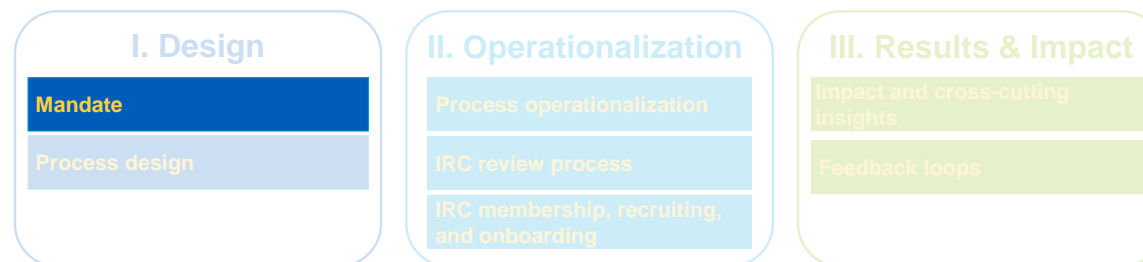 I. Design
Mandate
Process design
II. Operationalization
Process operationalization
IRC review process
IRC membership, recruiting,
and onboarding
III. Results & Impact
Impact and cross-cutting
insights
Feedback loops